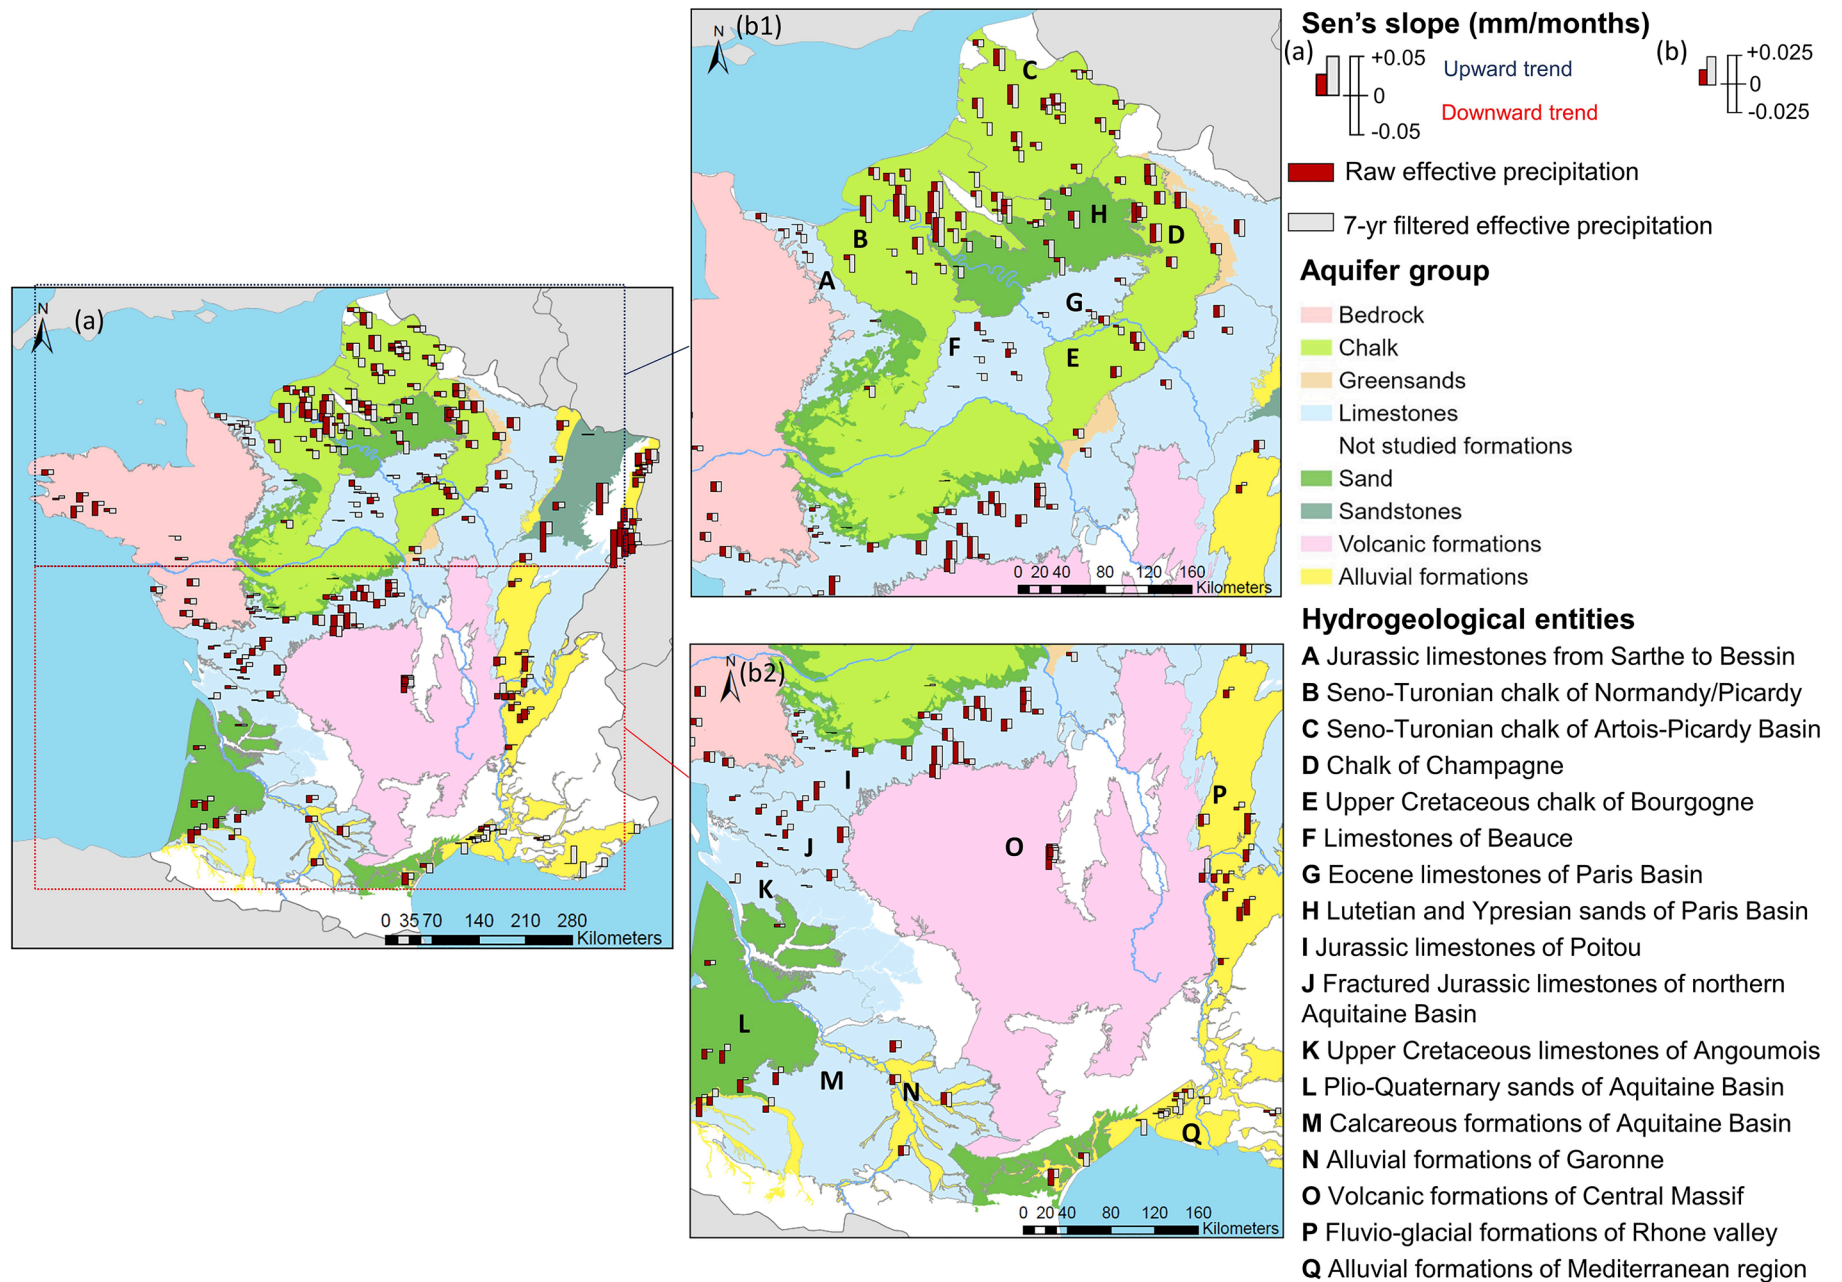 N
(a)
0 35 70 140 210 280
Kilometers
N
(b1)
C
H
B
D
A
G
F
E
0 20 40 80 120 160
Kilometers
N
(b2)
I
P
J
O
K
L
M
N
Q
0 20 40 80 120 160
Kilometers
Sen's slope (mm/months)
(a)
+0.05
0
-0.05
Upward trend
Downward trend
(b)
+0.025
0
-0.025
Raw effective precipitation
7-yr filtered effective precipitation
Aquifer group
Bedrock
Chalk
Greensands
Limestones
Not studied formations
Sand
Sandstones
Volcanic formations
Alluvial formations
Hydrogeological entities
A Jurassic limestones from Sarthe to Bessin
B Seno-Turonian chalk of Normandy/Picardy
C Seno-Turonian chalk of Artois-Picardy Basin
D Chalk of Champagne
E Upper Cretaceous chalk of Bourgogne
F Limestones of Beauce
G Eocene limestones of Paris Basin
H Lutetian and Ypresian sands of Paris Basin
I Jurassic limestones of Poitou
J Fractured Jurassic limestones of northern
Aquitaine Basin
K Upper Cretaceous limestones of Angoumois
L Plio-Quaternary sands of Aquitaine Basin
M Calcareous formations of Aquitaine Basin
N Alluvial formations of Garonne
O Volcanic formations of Central Massif
P Fluvio-glacial formations of Rhone valley
Q Alluvial formations of Mediterranean region